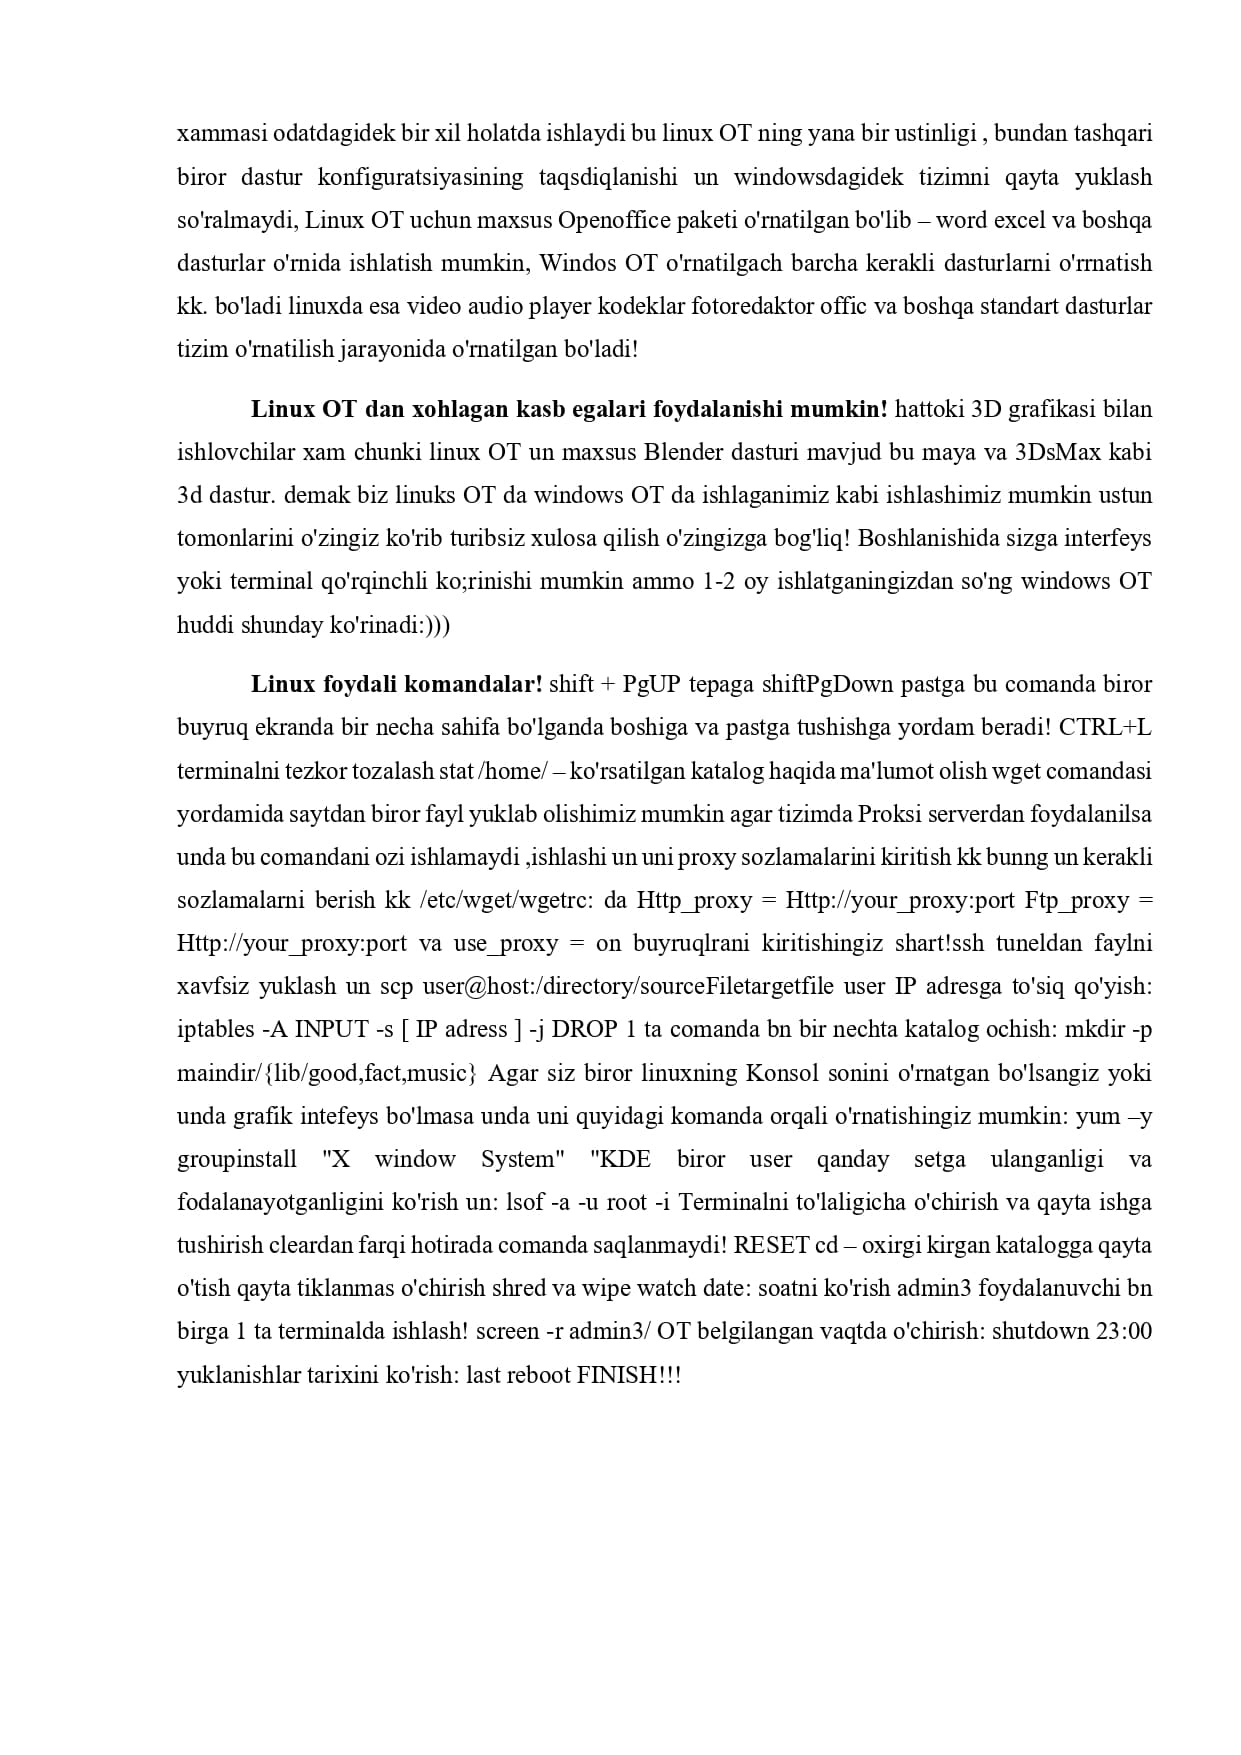 xammasi odatdagidek bir xil holatda ishlaydi bu linux OT ning yana bir ustinligi , bundan tashqari
biror dastur konfiguratsiyasining taqsdiqlanishi un windowsdagidek tizimni qayta yuklash
so'ralmaydi, Linux OT uchun maxsus Openoffice paketi o'rnatilgan bo'lib – word excel va boshqa
dasturlar o'rnida ishlatish mumkin, Windos OT o'rnatilgach barcha kerakli dasturlarni o'rrnatish
kk. bo'ladi linuxda esa video audio player kodeklar fotoredaktor offic va boshqa standart dasturlar
tizim o'rnatilish jarayonida o'rnatilgan bo'ladi!
Linux OT dan xohlagan kasb egalari foydalanishi mumkin! hattoki 3D grafikasi bilan
ishlovchilar xam chunki linux OT un maxsus Blender dasturi mavjud bu maya va 3DsMax kabi
3d dastur. demak biz linuks OT da windows OT da ishlaganimiz kabi ishlashimiz mumkin ustun
tomonlarini o'zingiz ko'rib turibsiz xulosa qilish o'zingizga bog'liq! Boshlanishida sizga interfeys
yoki terminal qo'rqinchli ko;rinishi mumkin ammo 1-2 oy ishlatganingizdan so'ng windows OT
huddi shunday ko'rinadi:)))
Linux foydali komandalar! shift + PgUP tepaga shiftPgDown pastga bu comanda biror
buyruq ekranda bir necha sahifa bo'lganda boshiga va pastga tushishga yordam beradi! CTRL+L
terminalni tezkor tozalash stat /home/ – ko'rsatilgan katalog haqida ma'lumot olish wget comandasi
yordamida saytdan biror fayl yuklab olishimiz mumkin agar tizimda Proksi serverdan foydalanilsa
unda bu comandani ozi ishlamaydi ,ishlashi un uni proxy sozlamalarini kiritish kk bunng un kerakli
sozlamalarni berish kk /etc/wget/wgetrc: da Http_proxy = Http://your_proxy:port Ftp_proxy =
Http://your_proxy:port va use_proxy = on buyruqlrani kiritishingiz shart!ssh tuneldan faylni
xavfsiz yuklash un scp user@host:/directory/sourceFiletargetfile user IP adresga to'siq qo'yish:
iptables -A INPUT -s [ IP adress ] -j DROP 1 ta comanda bn bir nechta katalog ochish: mkdir -p
maindir/{lib/good,fact,music} Agar siz biror linuxning Konsol sonini o'rnatgan bo'lsangiz yoki
unda grafik intefeys bo'lmasa unda uni quyidagi komanda orqali o'rnatishingiz mumkin: yum –y
groupinstall "X window System" "KDE biror user qanday setga ulanganligi va
fodalanayotganligini ko'rish un: lsof -a -u root -i Terminalni to'laligicha o'chirish va qayta ishga
tushirish cleardan farqi hotirada comanda saqlanmaydi! RESET cd – oxirgi kirgan katalogga qayta
o'tish qayta tiklanmas o'chirish shred va wipe watch date: soatni ko'rish admin3 foydalanuvchi bn
birga 1 ta terminalda ishlash! screen -r admin3/ OT belgilangan vaqtda o'chirish: shutdown 23:00
yuklanishlar tarixini ko'rish: last reboot FINISH!!!